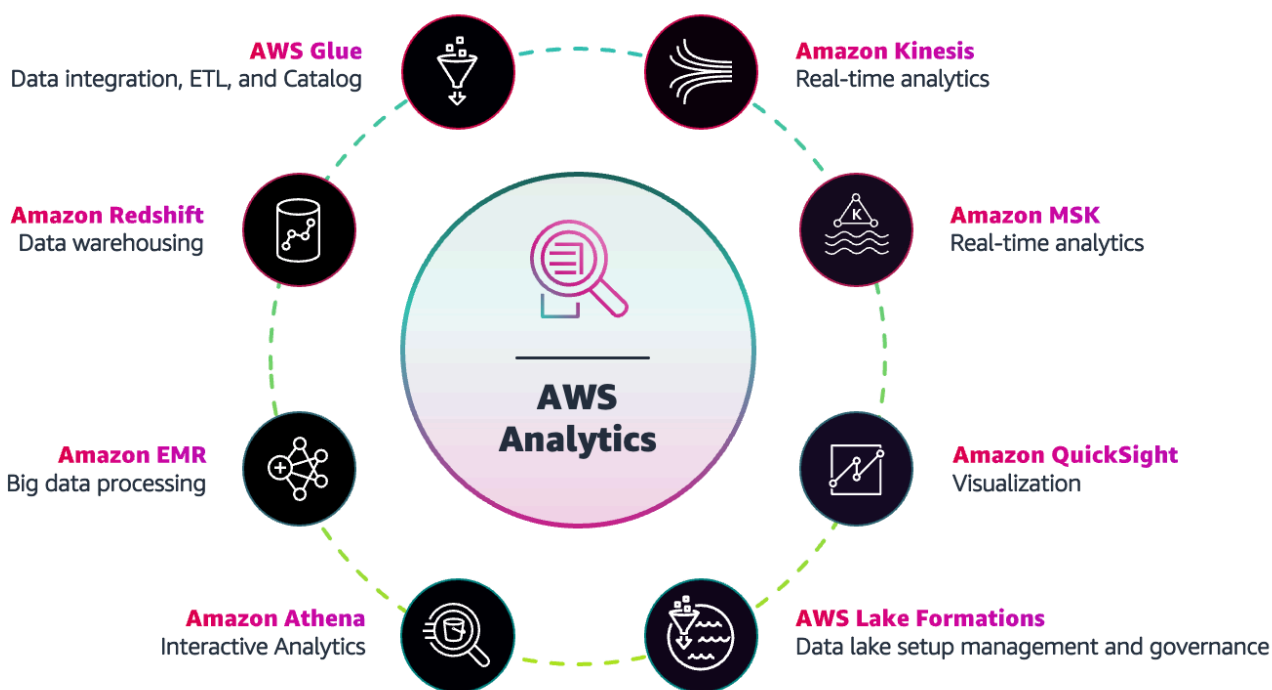 AWS Glue
Data integration, ETL, and Catalog
Amazon Kinesis
Real-time analytics
Amazon Redshift
Data warehousing
K
Amazon MSK
Real-time analytics
AWS
Analytics
Amazon EMR
Big data processing
Amazon QuickSight
Visualization
Amazon Athena
Interactive Analytics
AWS Lake Formations
Data lake setup management and governance